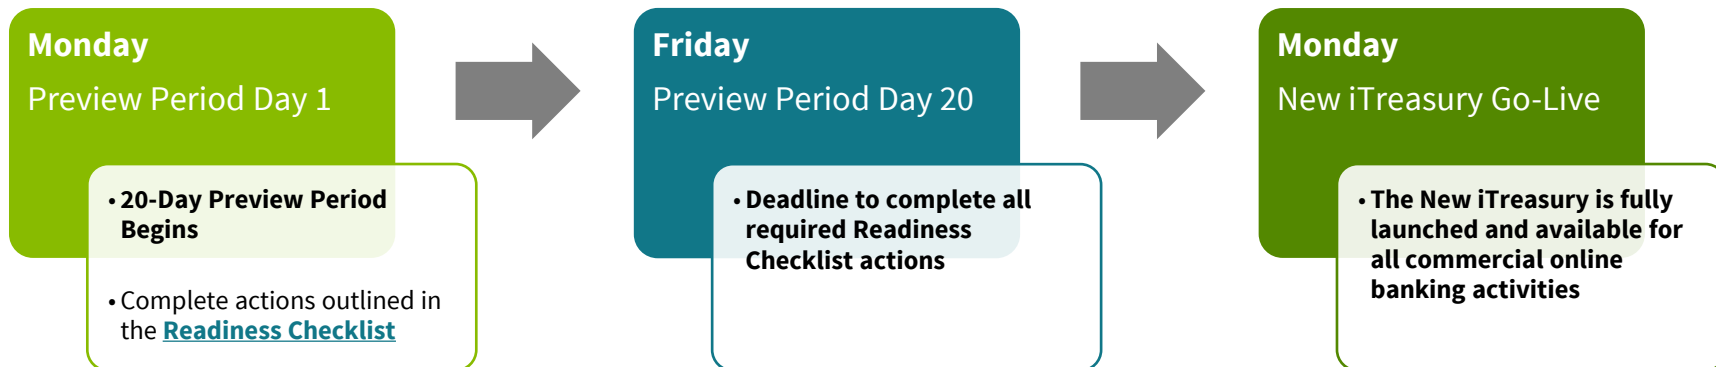 Monday
Preview Period Day 1
• 20-Day Preview Period
Begins
• Complete actions outlined in
the Readiness Checklist
Friday
Preview Period Day 20
• Deadline to complete all
required Readiness
Checklist actions
Monday
New iTreasury Go-Live
• The New iTreasury is fully
launched and available for
all commercial online
banking activities